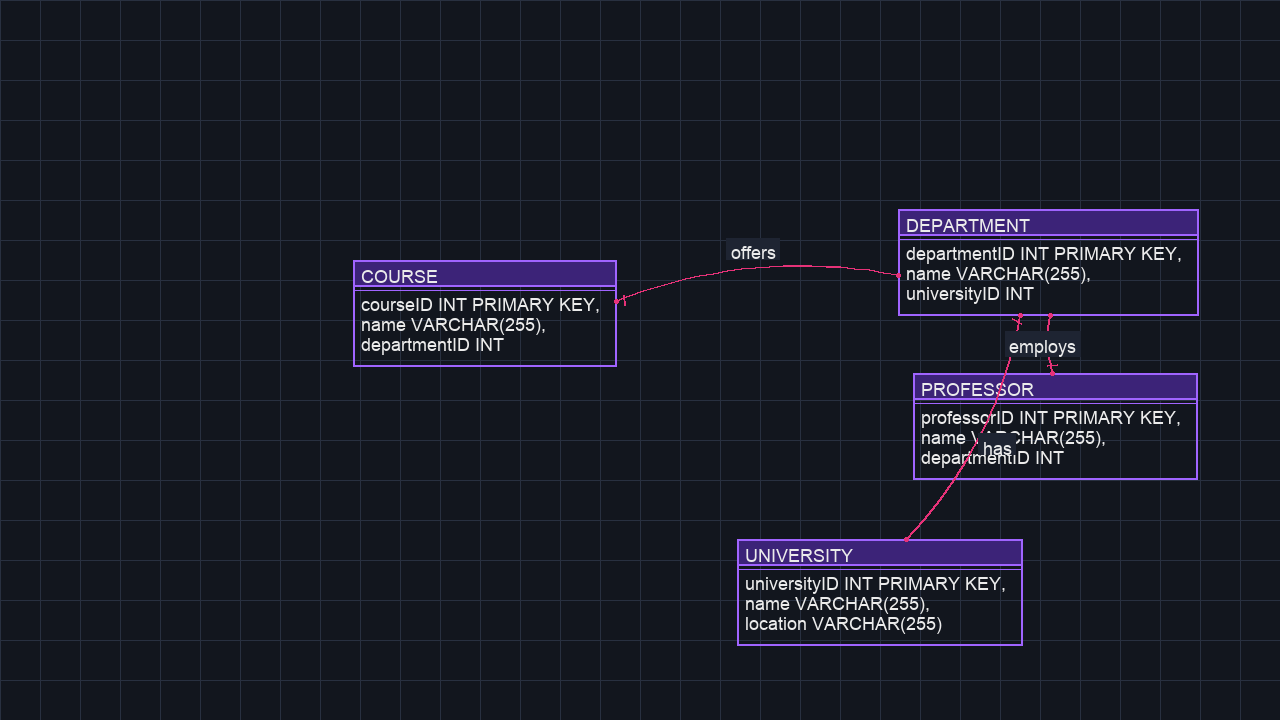 DEPARTMENT
departmentID INT PRIMARY KEY,
name VARCHAR(255),
universityID INT
offers
COURSE
courseID INT PRIMARY KEY,
name VARCHAR(255),
departmentID INT
employs
PROFESSOR
professorID INT PRIMARY KEY,
name VARCHAR(255),
departmentID INT
has
UNIVERSITY
universityID INT PRIMARY KEY,
name VARCHAR(255),
location VARCHAR(255)